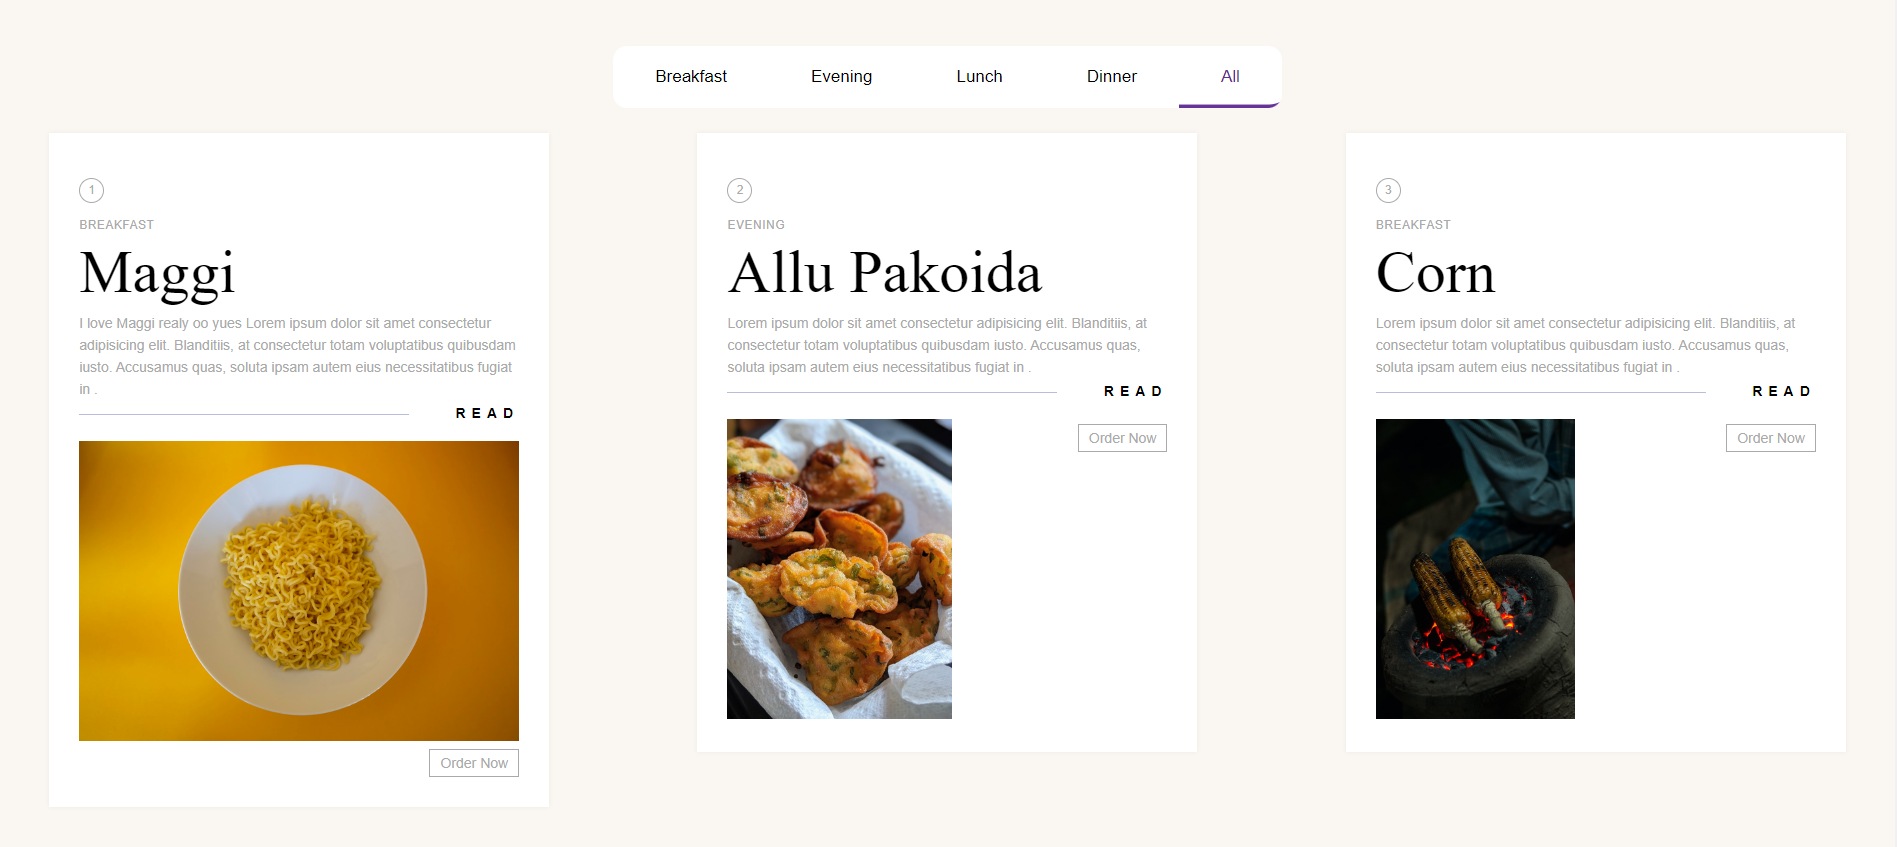 Breakfast Evening Lunch Dinner All
1
BREAKFAST
Maggi
I love Maggi realy oo yues Lorem ipsum dolor sit amet consectetur
adipisicing elit. Blanditiis, at consectetur totam voluptatibus quibusdam
iusto. Accusamus quas, soluta ipsam autem eius necessitatibus fugiat
in .
READ
Order Now
2
EVENING
Allu Pakoida
Lorem ipsum dolor sit amet consectetur adipisicing elit. Blanditiis, at
consectetur totam voluptatibus quibusdam iusto. Accusamus quas,
soluta ipsam autem eius necessitatibus fugiat in .
READ
Order Now
3
BREAKFAST
Corn
Lorem ipsum dolor sit amet consectetur adipisicing elit. Blanditiis, at
consectetur totam voluptatibus quibusdam iusto. Accusamus quas,
soluta ipsam autem eius necessitatibus fugiat in .
READ
Order Now